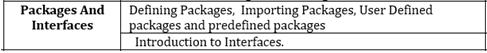 Packages And Defining Packages, Importing Packages, User Defined
Interfaces packages and predefined packages
Introduction to Interfaces.